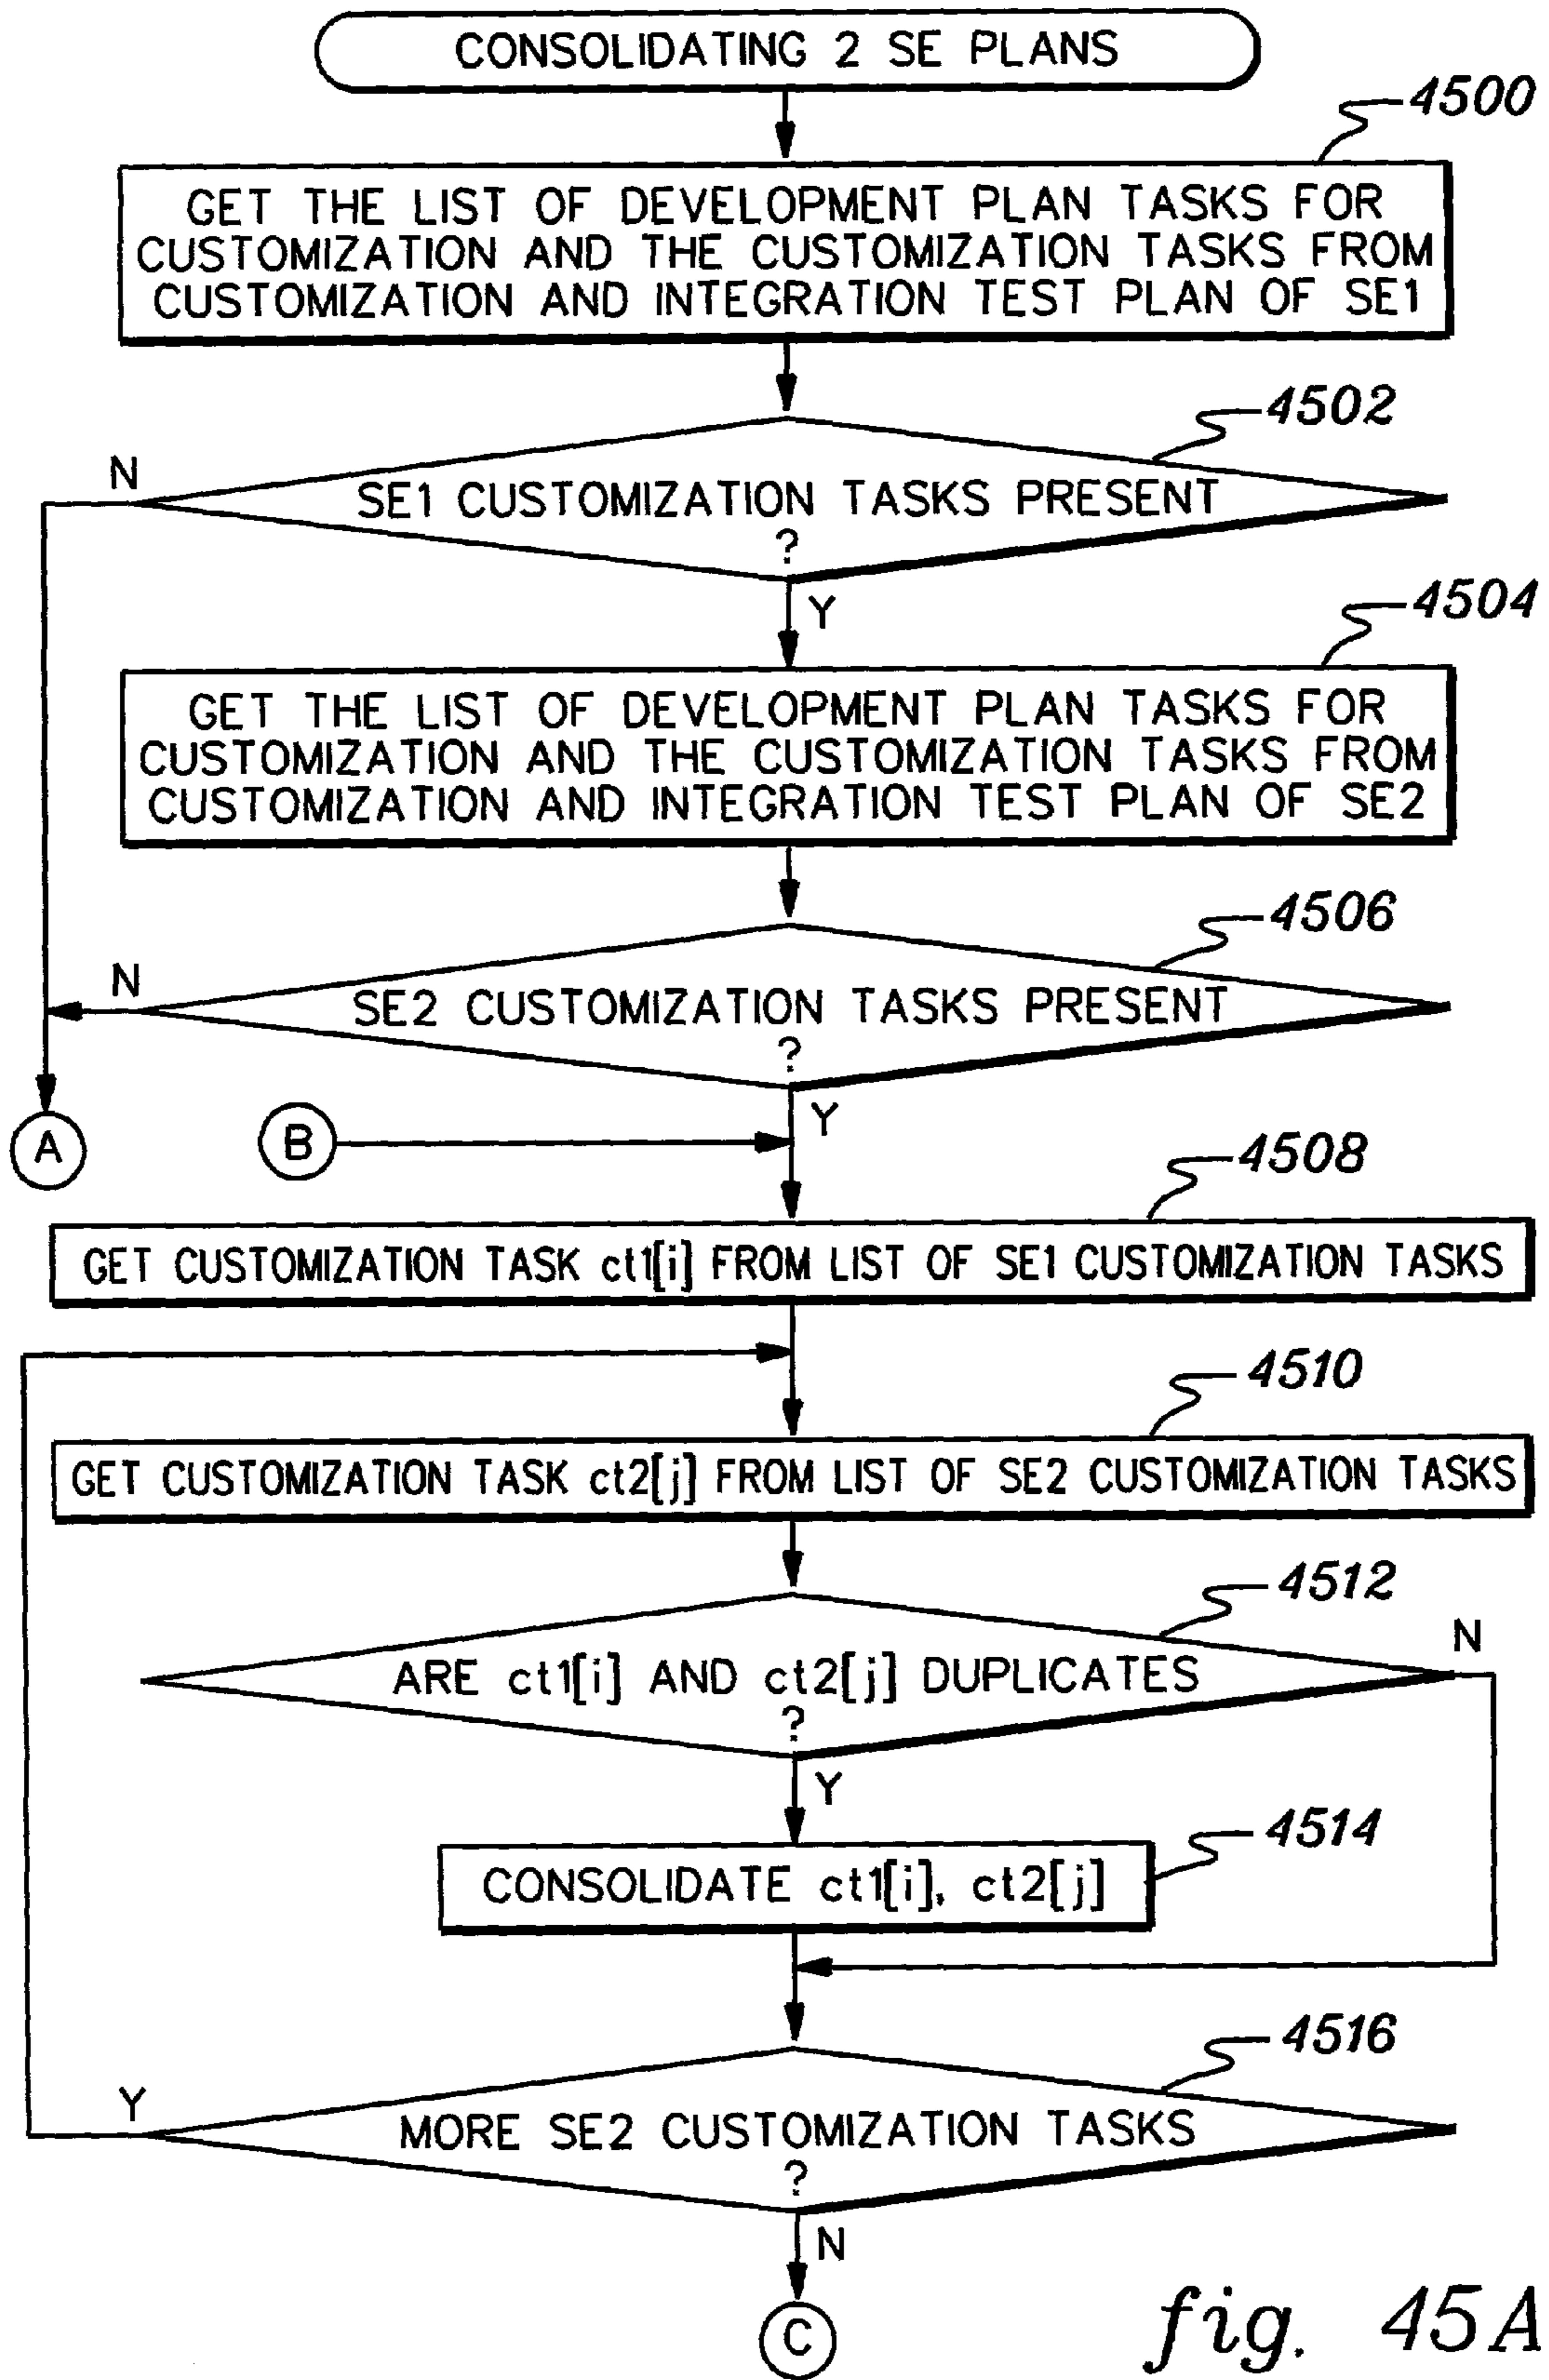 CONSOLIDATING 2 SE PLANS
4500
GET THE LIST OF DEVELOPMENT PLAN TASKS FOR
CUSTOMIZATION AND THE CUSTOMIZATION TASKS FROM
CUSTOMIZATION AND INTEGRATION TEST PLAN OF SE1
4502
N
SE1 CUSTOMIZATION TASKS PRESENT
?
Y
4504
GET THE LIST OF DEVELOPMENT PLAN TASKS FOR
CUSTOMIZATION AND THE CUSTOMIZATION TASKS FROM
CUSTOMIZATION AND INTEGRATION TEST PLAN OF SE2
4506
N
SE2 CUSTOMIZATION TASKS PRESENT
?
Y
A
B
4508
GET CUSTOMIZATION TASK ct1[i] FROM LIST OF SE1 CUSTOMIZATION TASKS
4510
GET CUSTOMIZATION TASK ct2[j] FROM LIST OF SE2 CUSTOMIZATION TASKS
4512
N
ARE ct1[i] AND ct2[j] DUPLICATES
?
Y
4514
CONSOLIDATE ct1[i], ct2[j]
4516
Y
MORE SE2 CUSTOMIZATION TASKS
?
N
C
fig. 45A